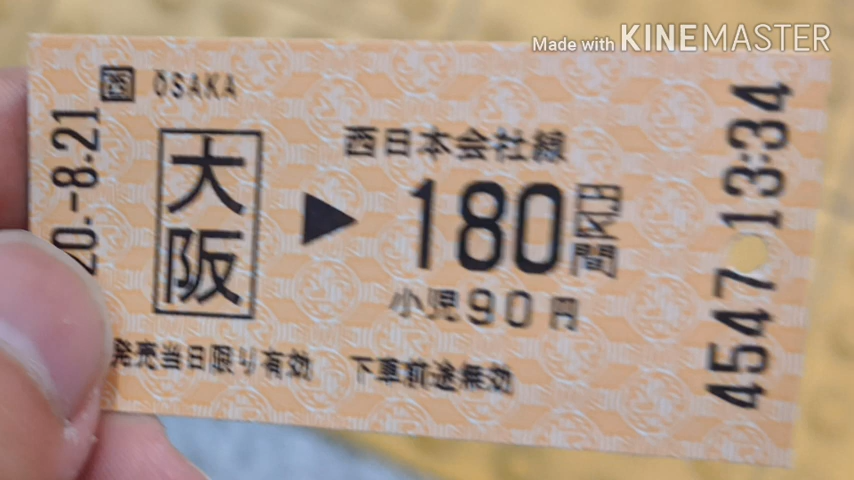 Made with KINEMASTER
西 ŌSAKA
20.-8.21
大阪
西日本会社線
180円区間
小児90円
発売当日限り有効 下車前途無効
4547 13:34